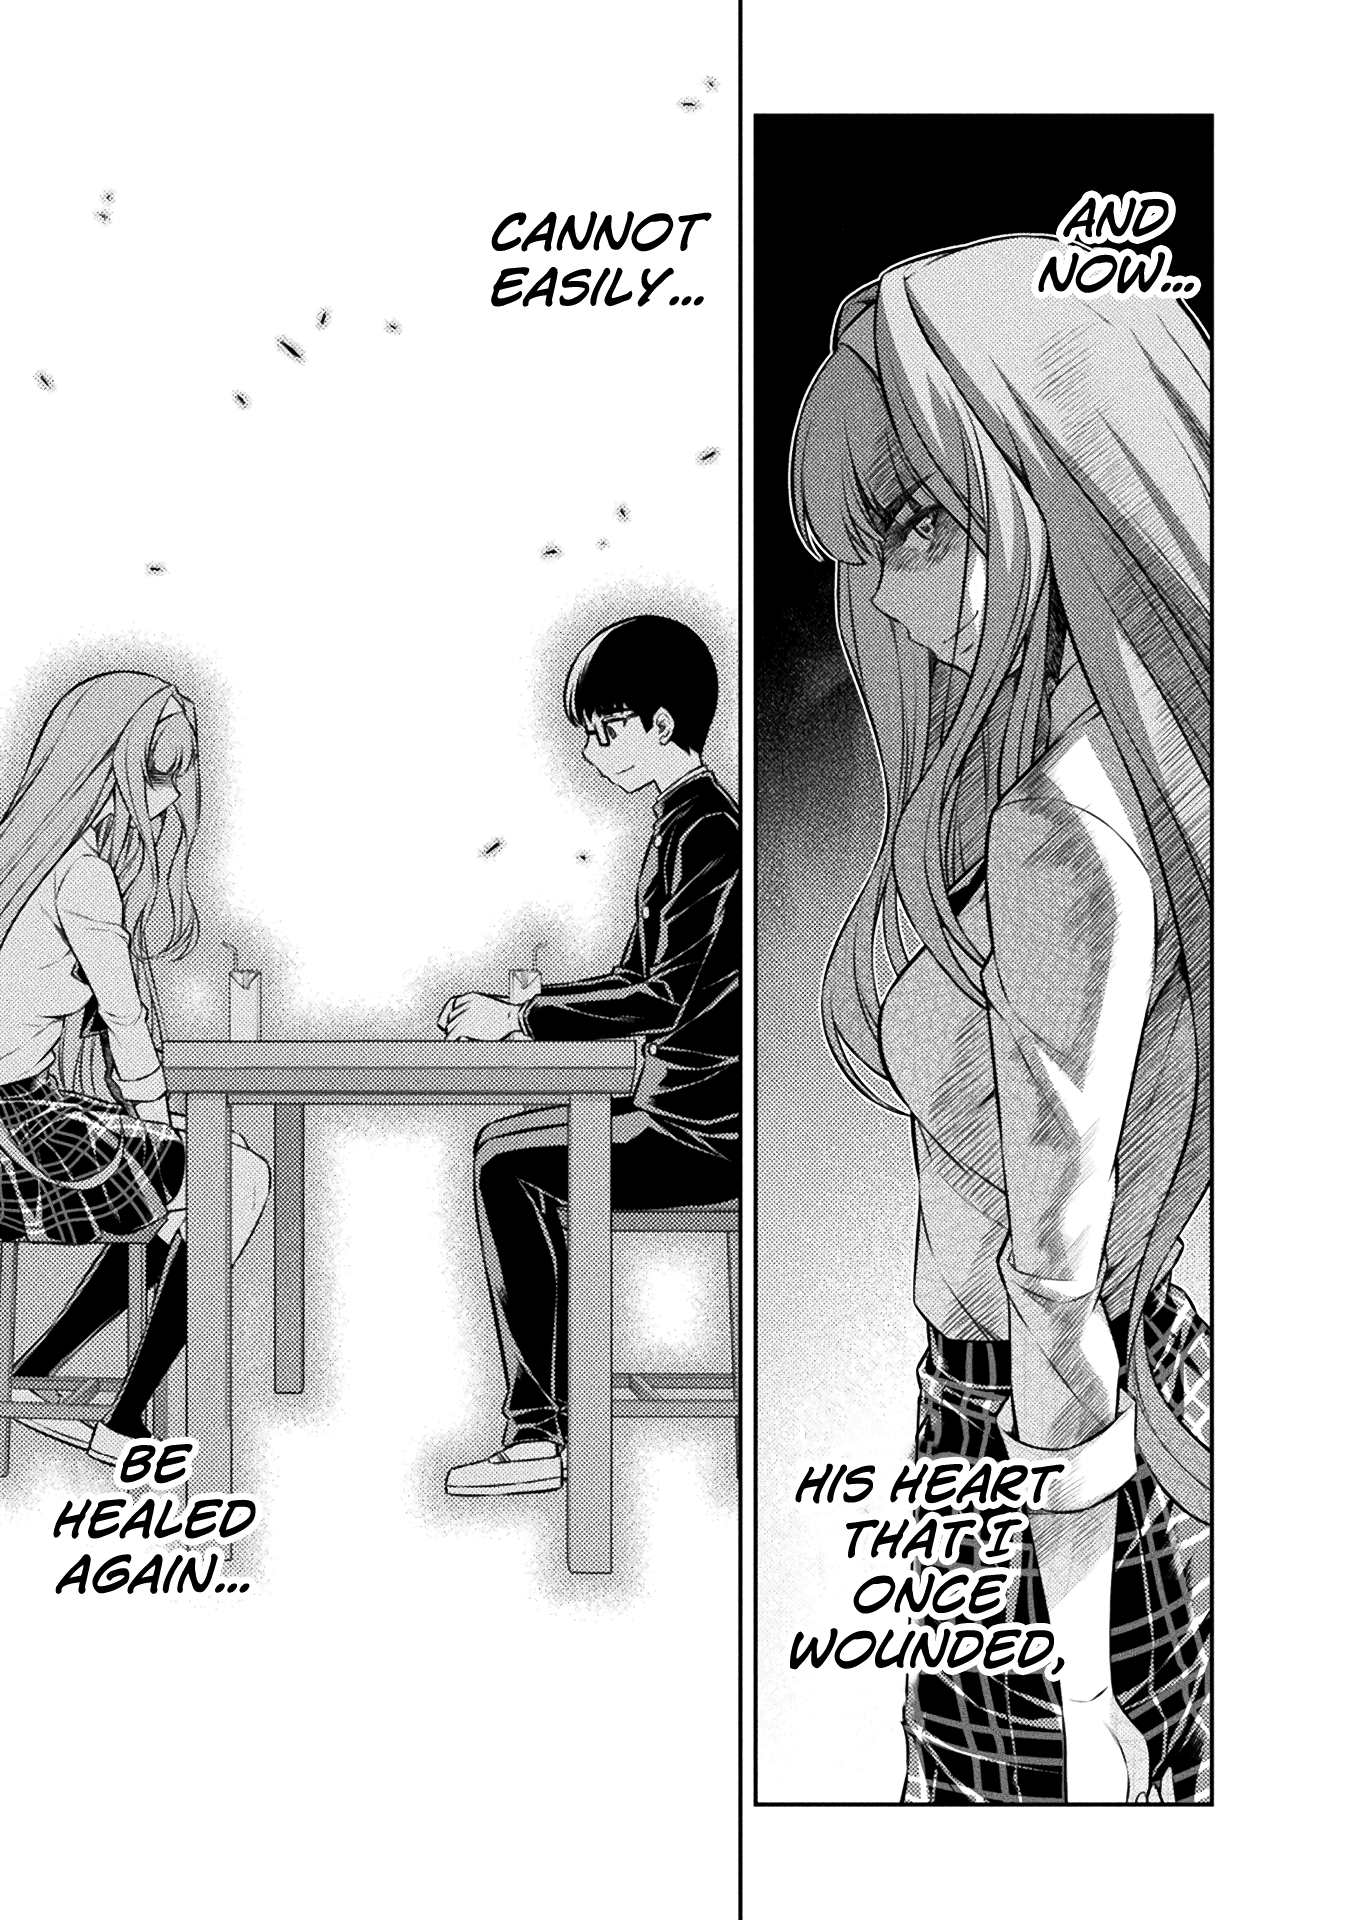 AND
NOW...
HIS HEART
THAT I
ONCE
WOUNDED,
CANNOT
EASILY...
BE
HEALED
AGAIN...